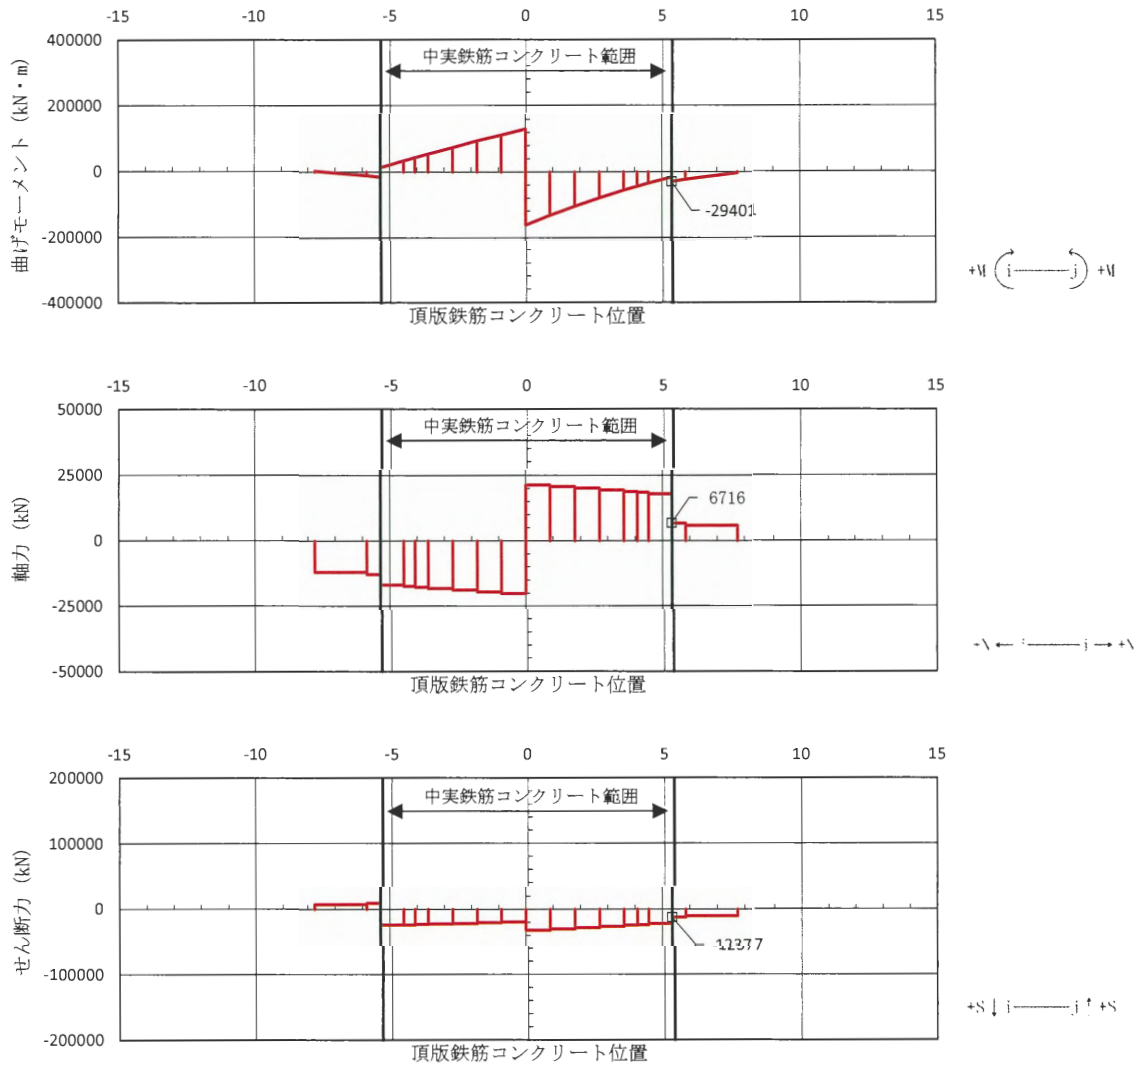 -15 -10 -5 0 5 10 15
400000
中実鉄筋コンクリート範囲
200000
0
-29401
-200000
-400000
曲げモーメント (kN・m)
頂版鉄筋コンクリート位置
+M i j +M
-15 -10 -5 0 5 10 15
50000
中実鉄筋コンクリート範囲
25000
6716
0
-25000
-50000
軸力 (kN)
頂版鉄筋コンクリート位置
j
-15 -10 -5 0 5 10 15
200000
中実鉄筋コンクリート範囲
100000
0
-100000
-200000
せん断力 (kN)
頂版鉄筋コンクリート位置
+S i j +S